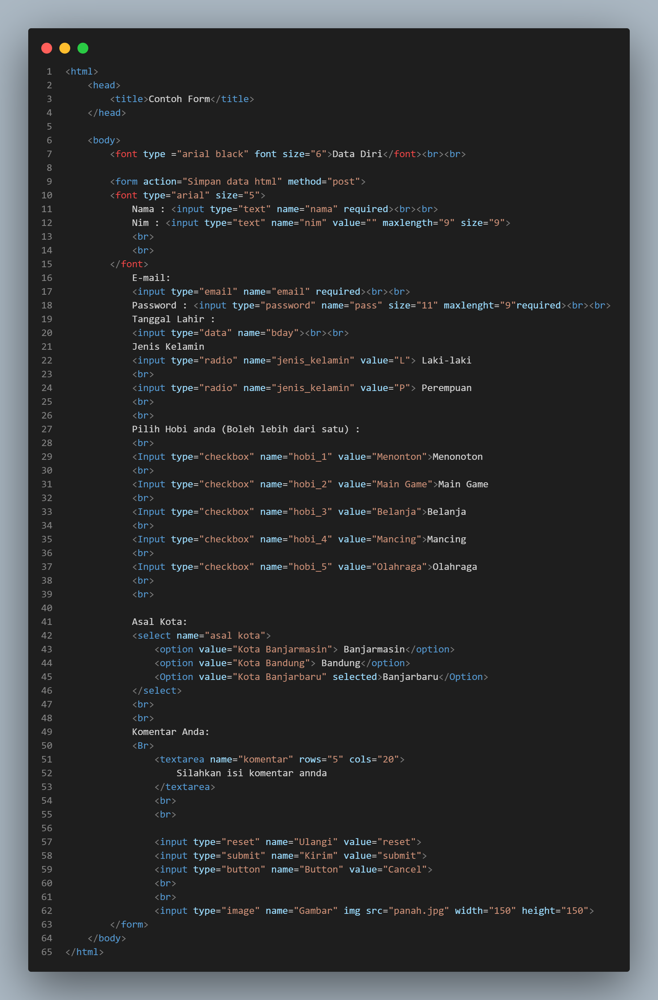 1 <html>
2     <head>
3         <title>Contoh Form</title>
4     </head>
5
6     <body>
7         <font type ="arial black" font size="6">Data Diri</font><br><br>
8
9         <form action="Simpan data html" method="post">
10         <font type="arial" size="5">
11             Nama : <input type="text" name="nama" required><br><br>
12             Nim : <input type="text" name="nim" value="" maxlength="9" size="9">
13             <br>
14             <br>
15         </font>
16             E-mail:
17             <input type="email" name="email" required><br><br>
18             Password : <input type="password" name="pass" size="11" maxlenght="9"required><br><br>
19             Tanggal Lahir :
20             <input type="data" name="bday"><br><br>
21             Jenis Kelamin
22             <input type="radio" name="jenis_kelamin" value="L"> Laki-laki
23             <br>
24             <input type="radio" name="jenis_kelamin" value="P"> Perempuan
25             <br>
26             <br>
27             Pilih Hobi anda (Boleh lebih dari satu) :
28             <br>
29             <Input type="checkbox" name="hobi_1" value="Menonton">Menonoton
30             <br>
31             <Input type="checkbox" name="hobi_2" value="Main Game">Main Game
32             <br>
33             <Input type="checkbox" name="hobi_3" value="Belanja">Belanja
34             <br>
35             <Input type="checkbox" name="hobi_4" value="Mancing">Mancing
36             <br>
37             <Input type="checkbox" name="hobi_5" value="Olahraga">Olahraga
38             <br>
39             <br>
40
41             Asal Kota:
42             <select name="asal kota">
43                 <option value="Kota Banjarmasin"> Banjarmasin</option>
44                 <option value="Kota Bandung"> Bandung</option>
45                 <Option value="Kota Banjarbaru" selected>Banjarbaru</Option>
46             </select>
47             <br>
48             <br>
49             Komentar Anda:
50             <Br>
51                 <textarea name="komentar" rows="5" cols="20">
52                     Silahkan isi komentar annda
53                 </textarea>
54                 <br>
55                 <br>
56
57                 <input type="reset" name="Ulangi" value="reset">
58                 <input type="submit" name="Kirim" value="submit">
59                 <input type="button" name="Button" value="Cancel">
60                 <br>
61                 <br>
62                 <input type="image" name="Gambar" img src="panah.jpg" width="150" height="150">
63         </form>
64     </body>
65 </html>